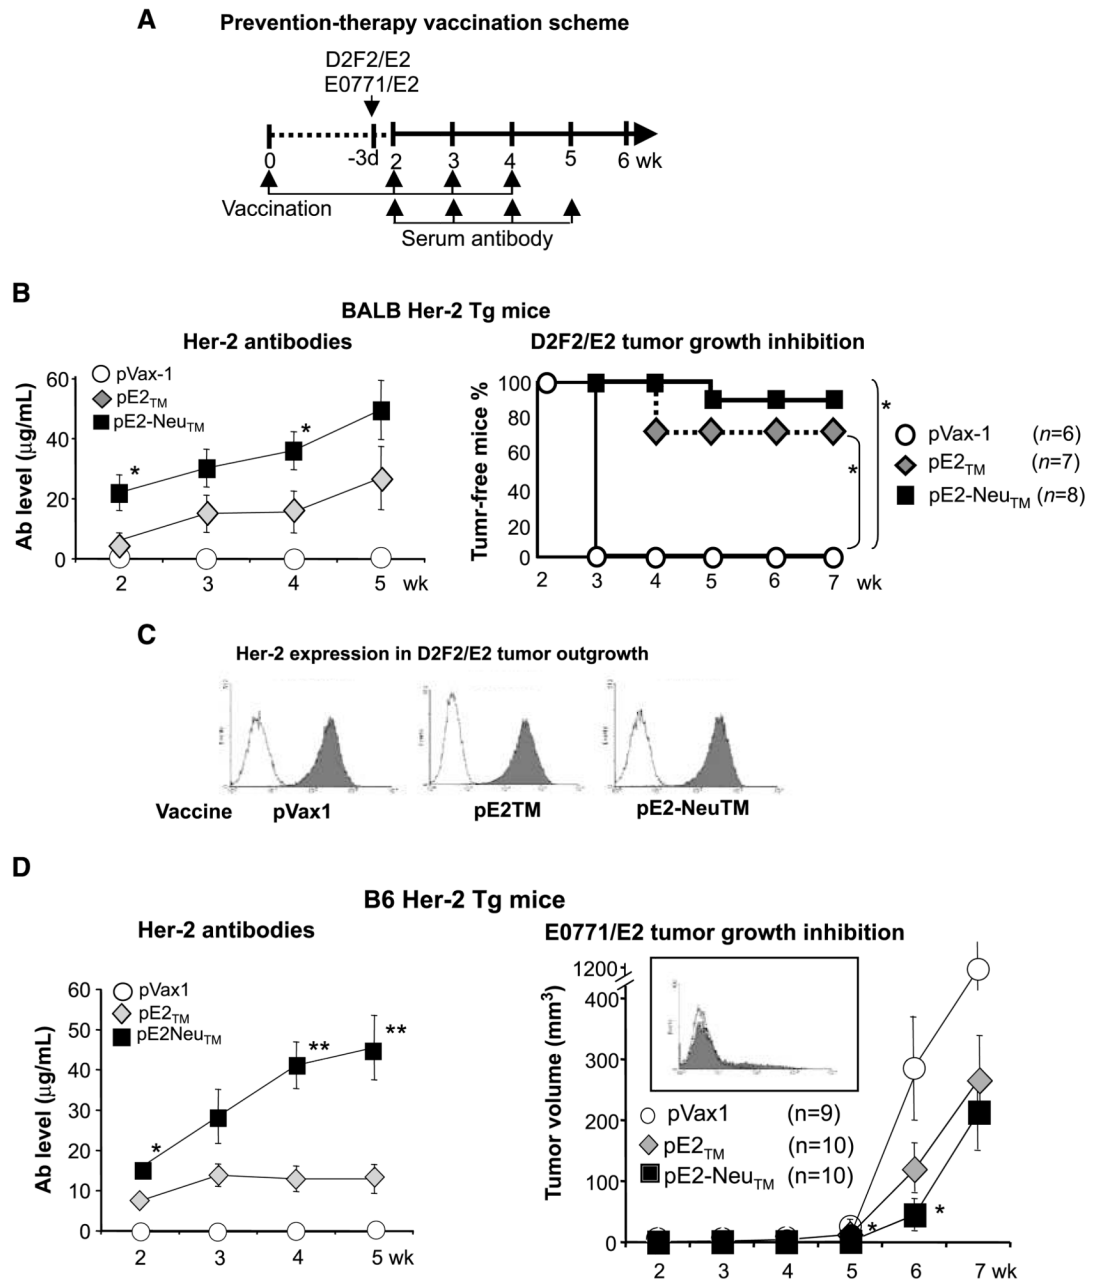 A
Prevention-therapy vaccination scheme
D2F2/E2
E0771/E2
0 -3d 2 3 4 5 6 wk
Vaccination
Serum antibody
B
BALB Her-2 Tg mice
Her-2 antibodies
pVax-1
pE2TM
pE2-NeuTM
Ab level (µg/mL)
60
40
20
0
* *
2 3 4 5 wk
D2F2/E2 tumor growth inhibition
Tumr-free mice %
100
80
60
40
20
0
2 3 4 5 6 7 wk
* *
pVax-1 (n=6)
pE2TM (n=7)
pE2-NeuTM (n=8)
C
Her-2 expression in D2F2/E2 tumor outgrowth
Vaccine pVax1 pE2TM pE2-NeuTM
D
B6 Her-2 Tg mice
Her-2 antibodies
pVax1
pE2TM
pE2NeuTM
Ab level (µg/mL)
60
50
40
30
20
10
0
* ** **
2 3 4 5 wk
E0771/E2 tumor growth inhibition
Tumor volume (mm3)
1200
400
300
200
100
0
pVax1 (n=9)
pE2TM (n=10)
pE2-NeuTM (n=10)
* *
2 3 4 5 6 7 wk